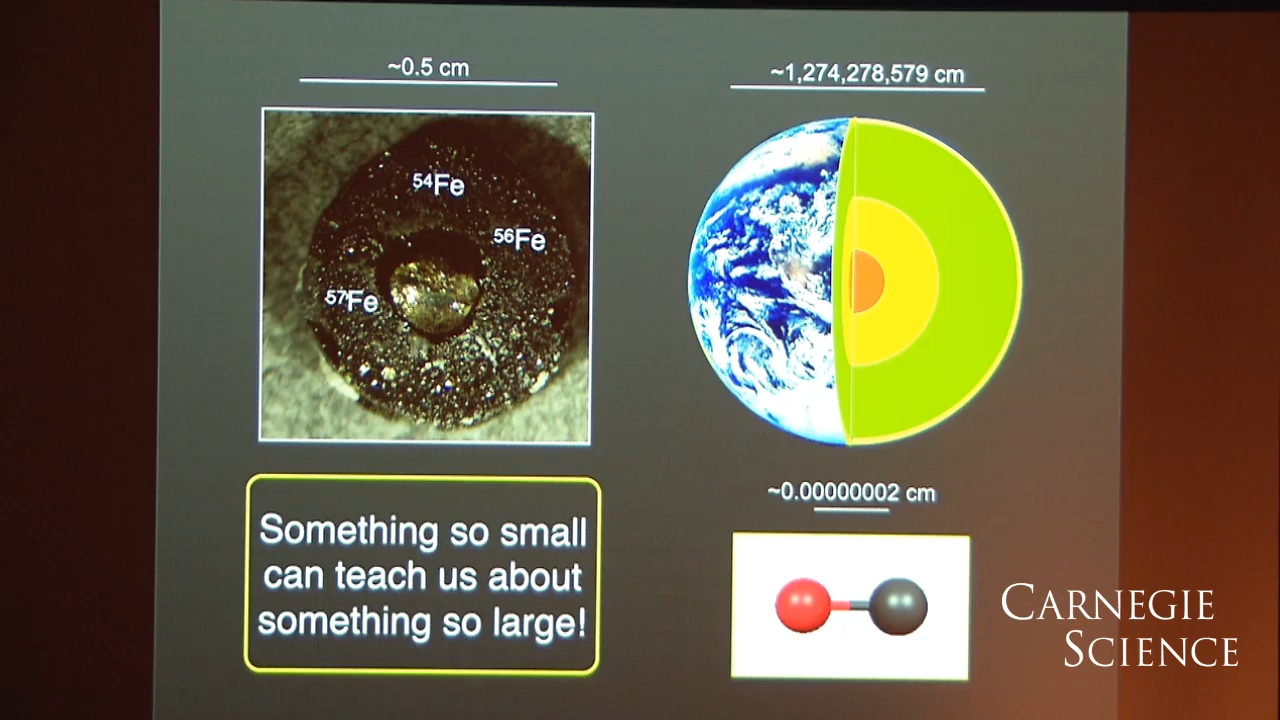 ~0.5 cm
~1,274,278,579 cm
⁵⁴Fe
⁵⁶Fe
⁵⁷Fe
~0.00000002 cm
Something so small
can teach us about
something so large!
CARNEGIE
SCIENCE